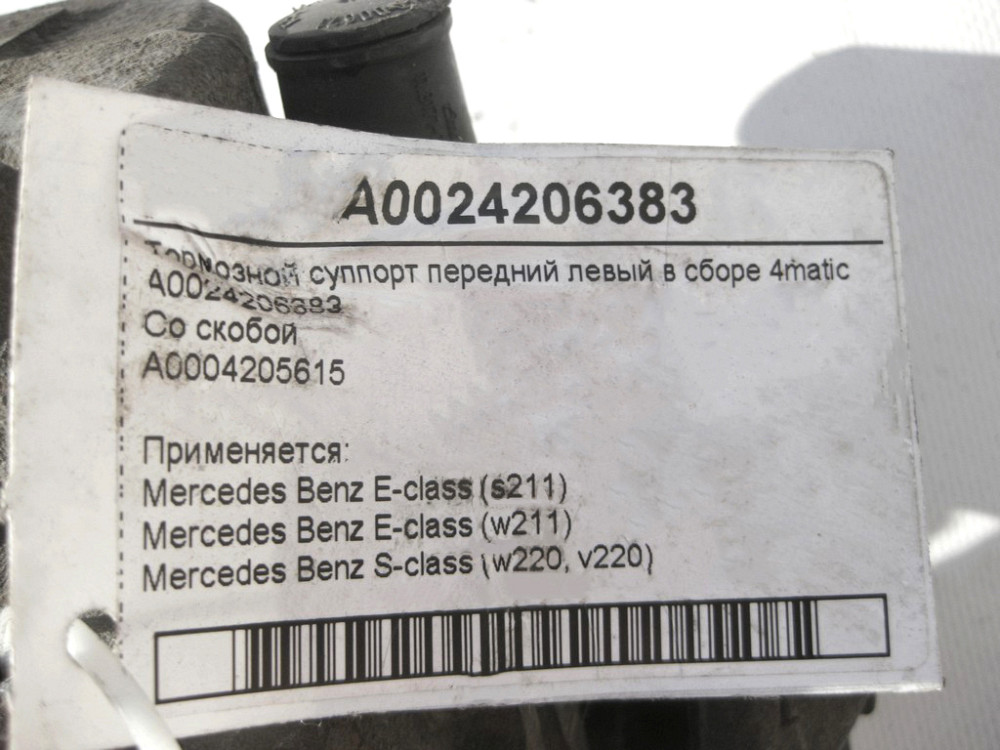 A0024206383
Тормозной суппорт передний левый в сборе 4matic
A0024206383
Со скобой
A0004205615
Применяется:
Mercedes Benz E-class (s211)
Mercedes Benz E-class (w211)
Mercedes Benz S-class (w220, v220)